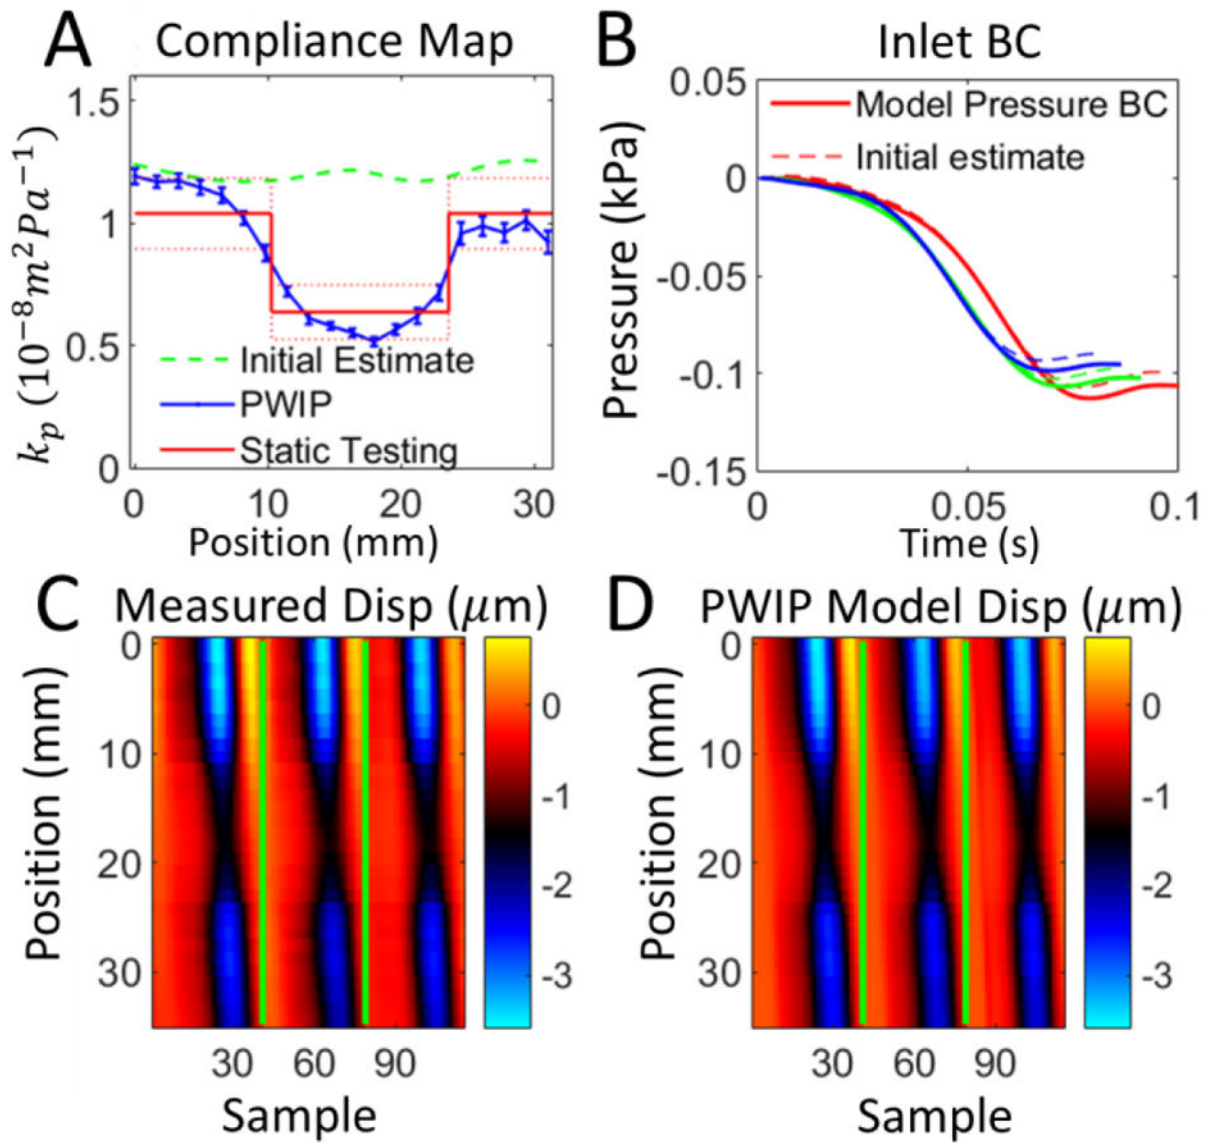 A Compliance Map
1.5
1
0.5
0
k_p (10^{-8}m^2Pa^{-1})
Initial Estimate
PWIP
Static Testing
0 10 20 30
Position (mm)
B Inlet BC
0.05
0
-0.05
-0.1
-0.15
Pressure (kPa)
Model Pressure BC
Initial estimate
0 0.05 0.1
Time (s)
C Measured Disp (μm)
0
10
20
30
Position (mm)
0
-1
-2
-3
30 60 90
Sample
D PWIP Model Disp (μm)
0
10
20
30
Position (mm)
0
-1
-2
-3
30 60 90
Sample